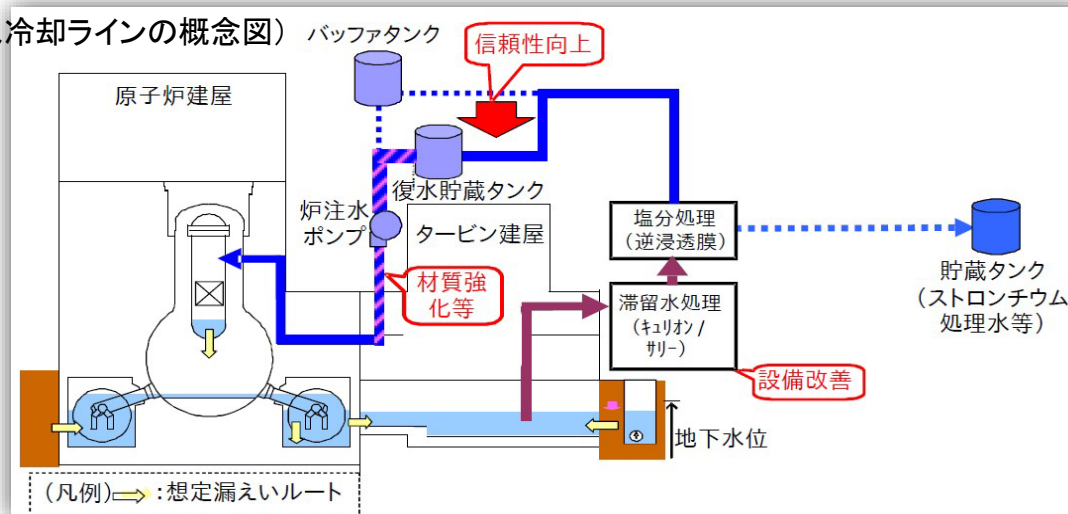 冷却ラインの概念図）
バッファタンク
信頼性向上
原子炉建屋
復水貯蔵タンク
炉注水
ポンプ
タービン建屋
塩分処理
（逆浸透膜）
材質強
化等
滞留水処理
（ｷｭﾘｵﾝ /
ｻﾘｰ）
貯蔵タンク
（ストロンチウム
処理水等）
設備改善
地下水位
（凡例） ：想定漏えいルート